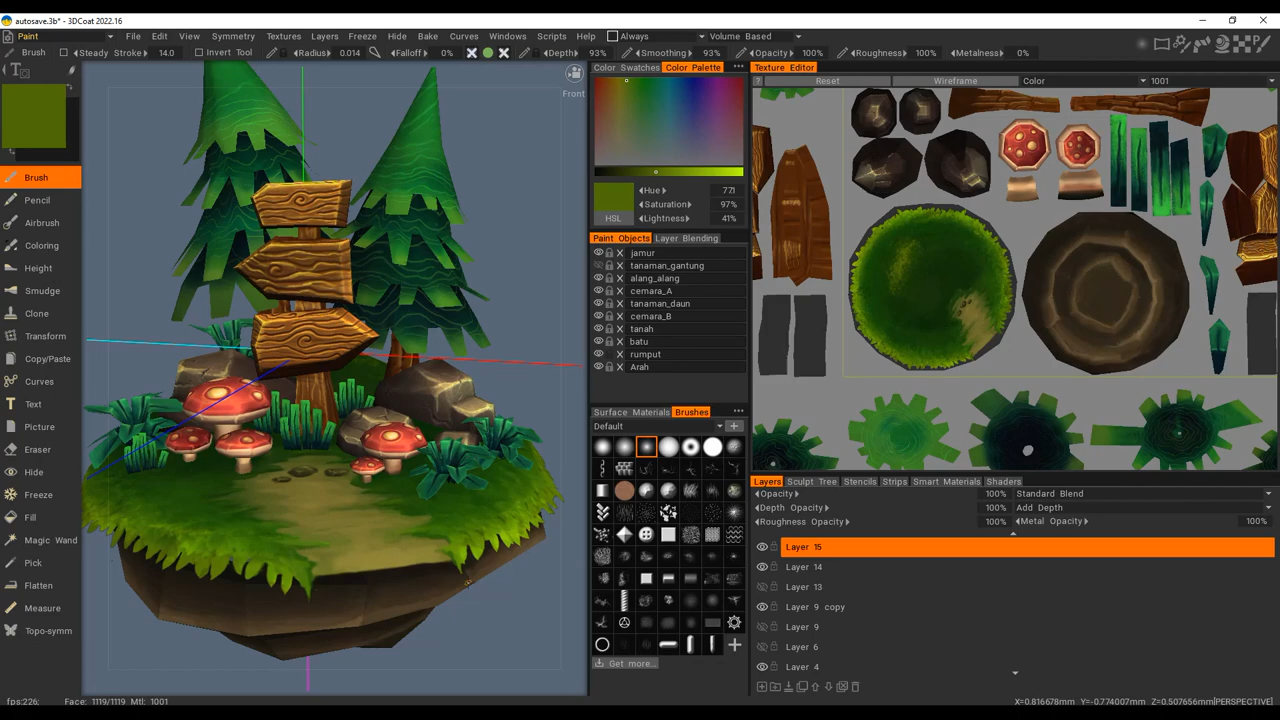 autosave.3b* - 3DCoat 2022.16
Paint
File Edit View Symmetry Textures Layers Freeze Hide Bake Curves Windows Scripts Help Always Volume Based
Brush Steady Stroke 14.0 Invert Tool Radius 0.014 Falloff 0% Depth 93% Smoothing 93% Opacity 100% Roughness 100% Metalness 0%
Front
Brush
Pencil
Airbrush
Coloring
Height
Smudge
Clone
Transform
Copy/Paste
Curves
Text
Picture
Eraser
Hide
Freeze
Fill
Magic Wand
Pick
Flatten
Measure
Topo-symm
Color Swatches Color Palette
Hue 77.1
Saturation 97%
HSL Lightness 41%
Paint Objects Layer Blending
jamur
tanaman_gantung
alang_alang
cemara_A
tanaman_daun
cemara_B
tanah
batu
rumput
Arah
Surface Materials Brushes
Default
Get more...
Texture Editor
? Reset Wireframe Color 1001
Layers Sculpt Tree Stencils Strips Smart Materials Shaders
Opacity 100% Standard Blend
Depth Opacity 100% Add Depth
Roughness Opacity 100% Metal Opacity 100%
Layer 15
Layer 14
Layer 13
Layer 9 copy
Layer 9
Layer 6
Layer 4
fps:226; Face: 1119/1119 Mtl: 1001 X=0.816678mm Y=-0.774007mm Z=0.507656mm[PERSPECTIVE]